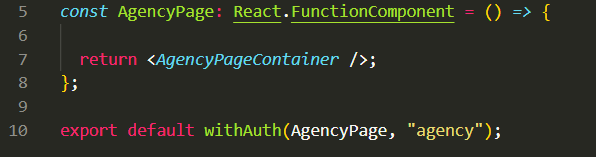 5 const AgencyPage: React.FunctionComponent = () => {
6
7 return <AgencyPageContainer />;
8 };
9
10 export default withAuth(AgencyPage, "agency");